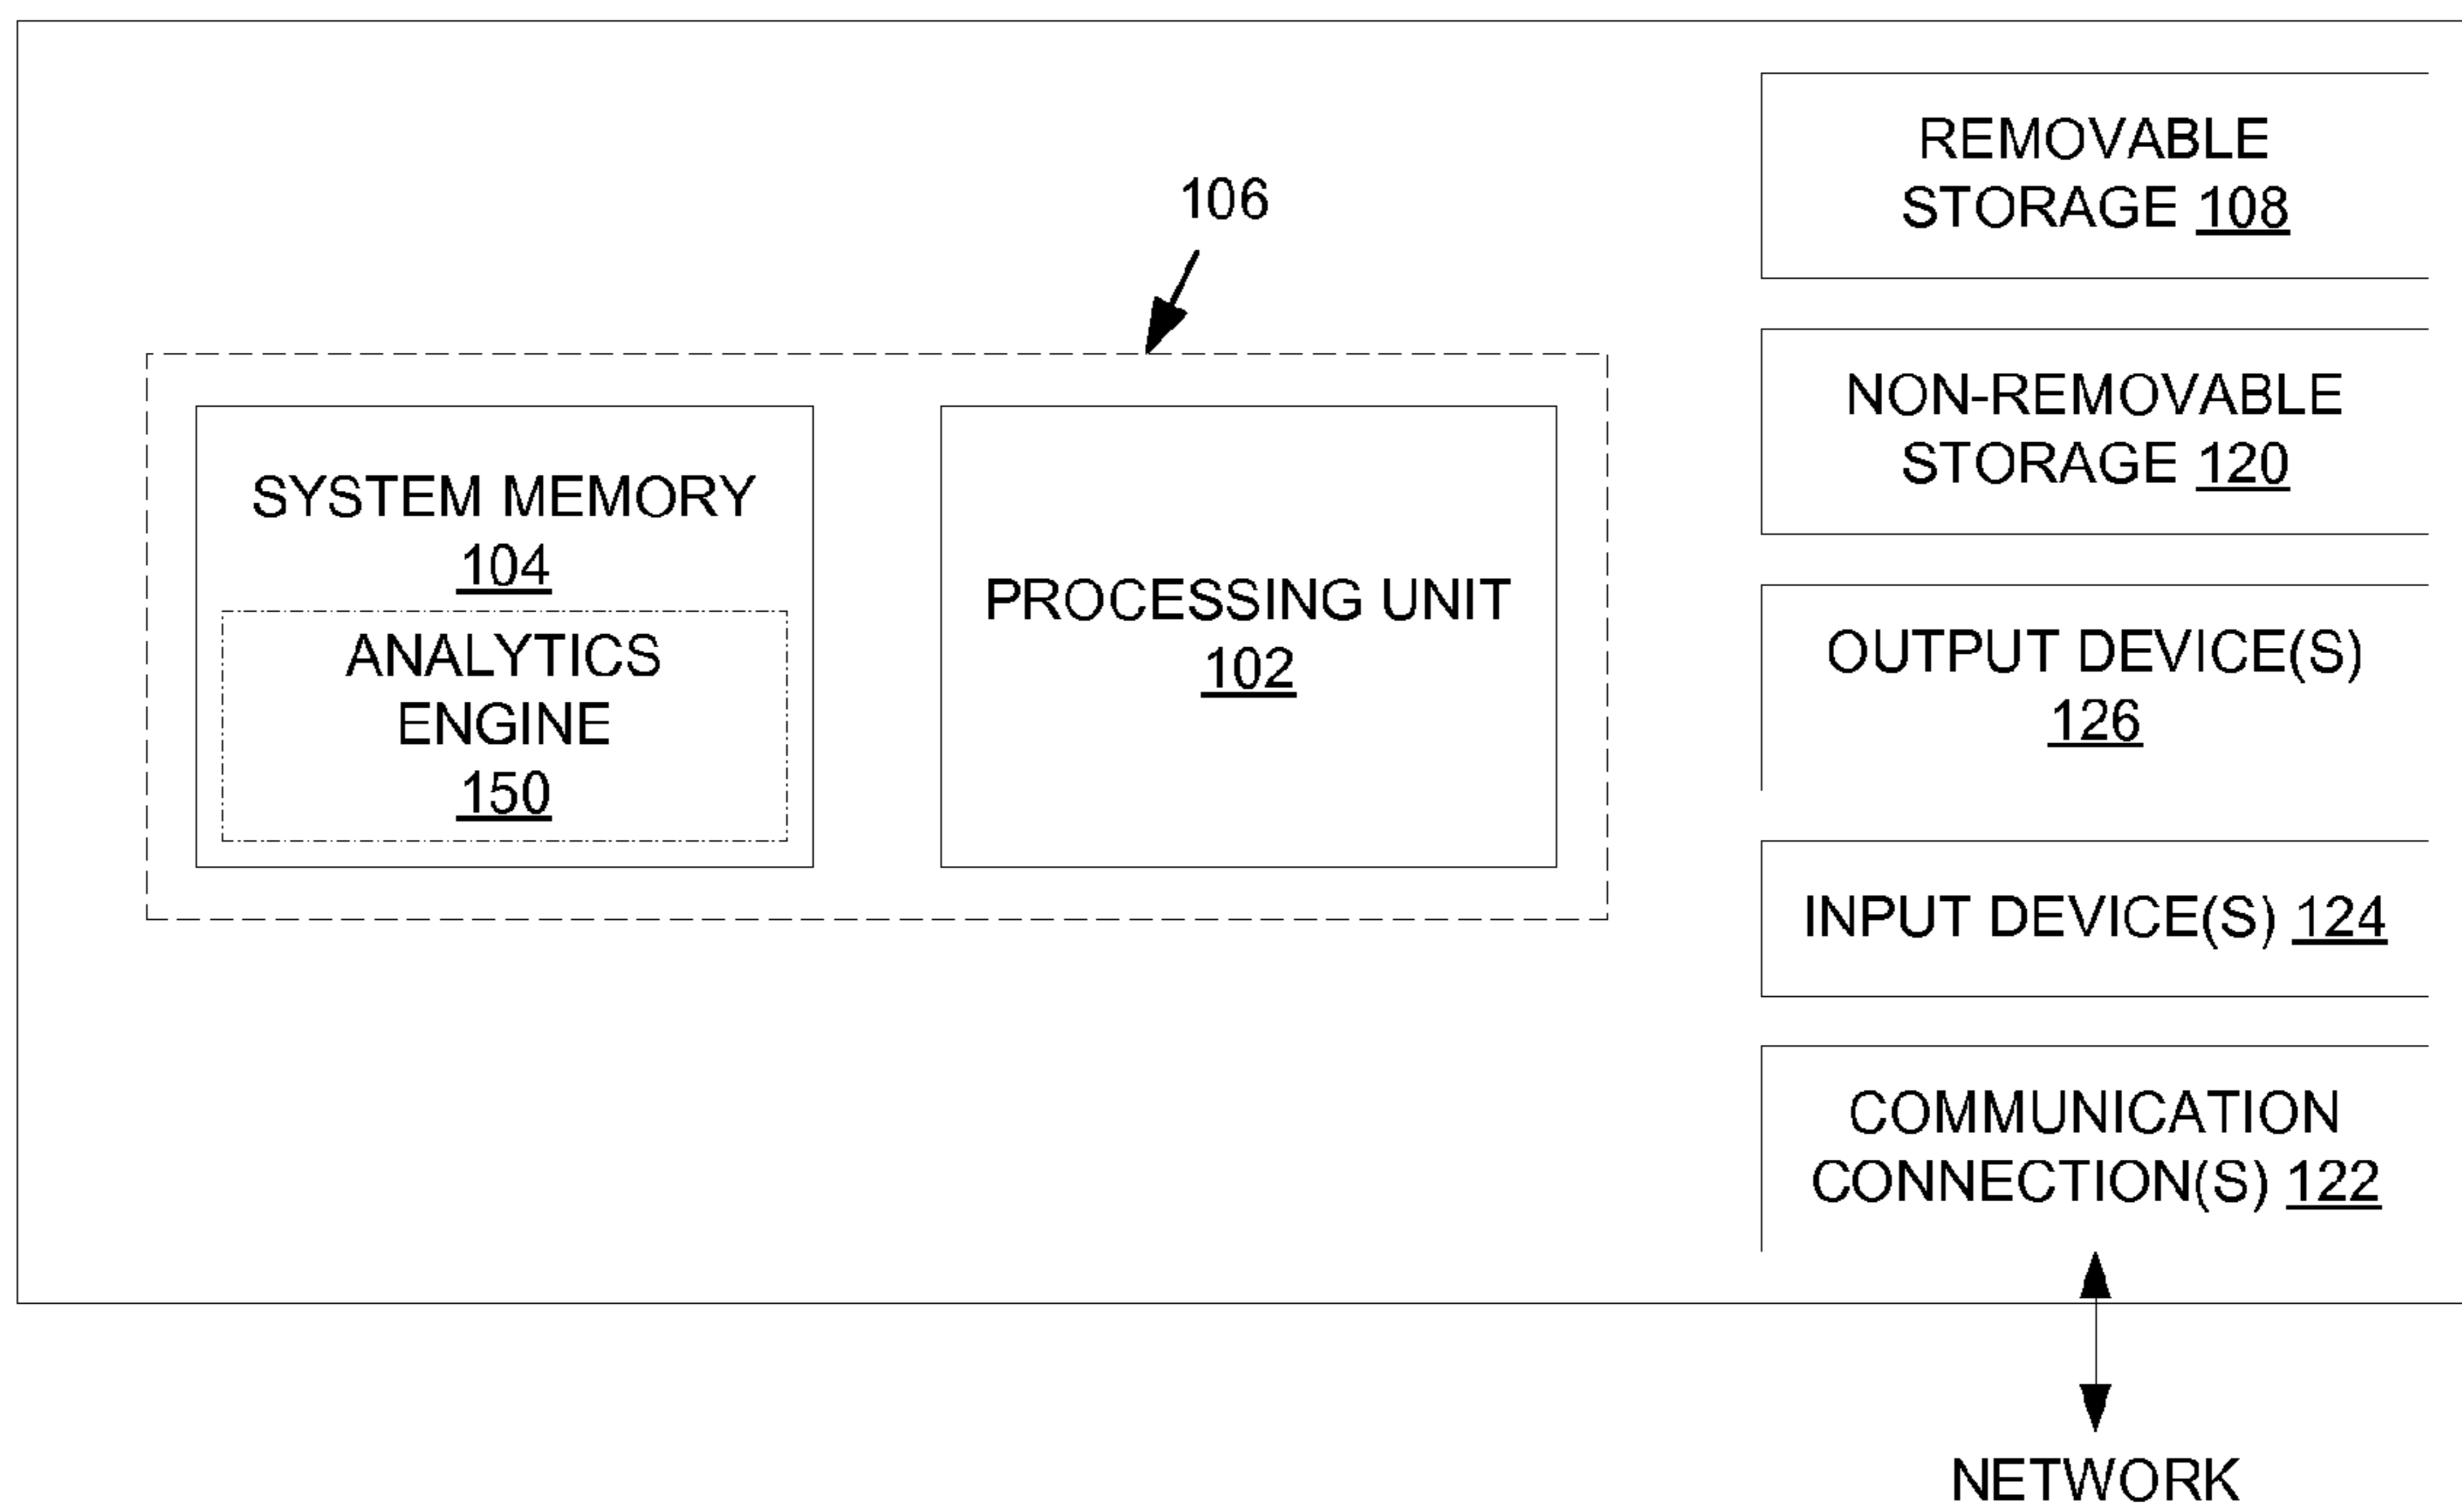 106
SYSTEM MEMORY
104
ANALYTICS
ENGINE
150
PROCESSING UNIT
102
REMOVABLE
STORAGE 108
NON-REMOVABLE
STORAGE 120
OUTPUT DEVICE(S)
126
INPUT DEVICE(S) 124
COMMUNICATION
CONNECTION(S) 122
NETWORK